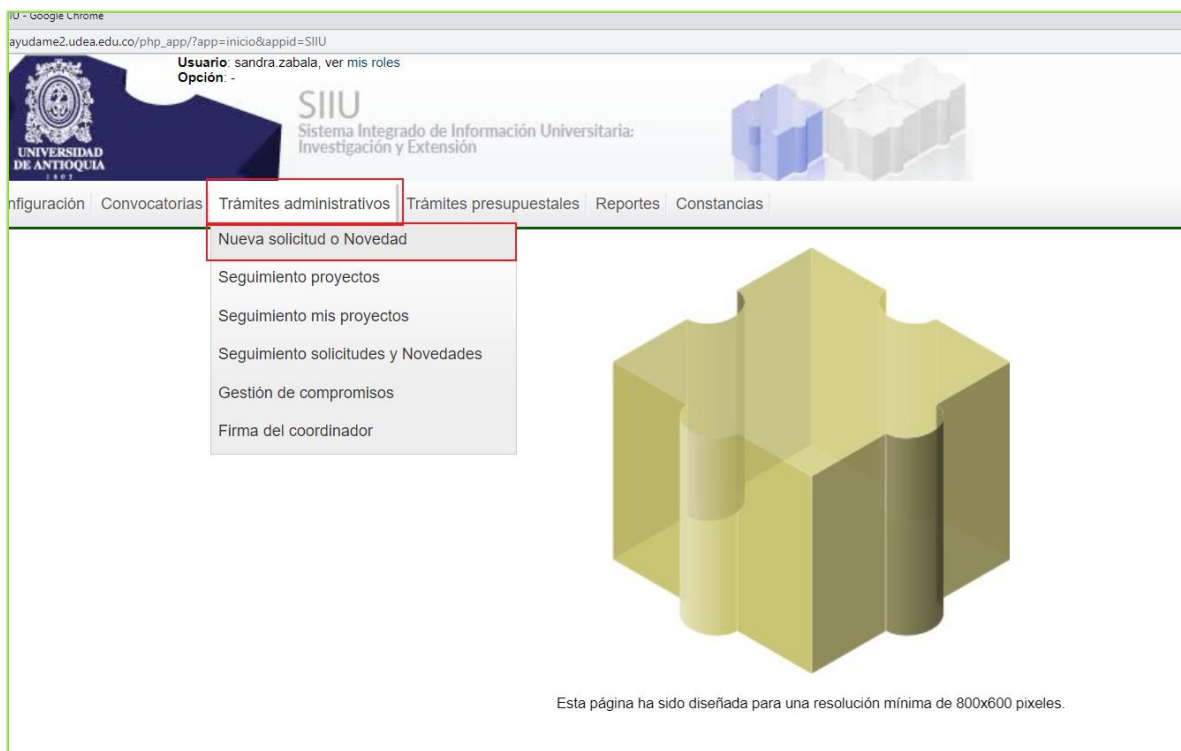 IU - Google Chrome
ayudame2.udea.edu.co/php_app/?app=inicio&appid=SIIU
Usuario: sandra.zabala, ver mis roles
Opción: -
SIIU
Sistema Integrado de Información Universitaria:
Investigación y Extensión
UNIVERSIDAD
DE ANTIOQUIA
1803
nfiguración Convocatorias Trámites administrativos Trámites presupuestales Reportes Constancias
Nueva solicitud o Novedad
Seguimiento proyectos
Seguimiento mis proyectos
Seguimiento solicitudes y Novedades
Gestión de compromisos
Firma del coordinador
Esta página ha sido diseñada para una resolución mínima de 800x600 pixeles.